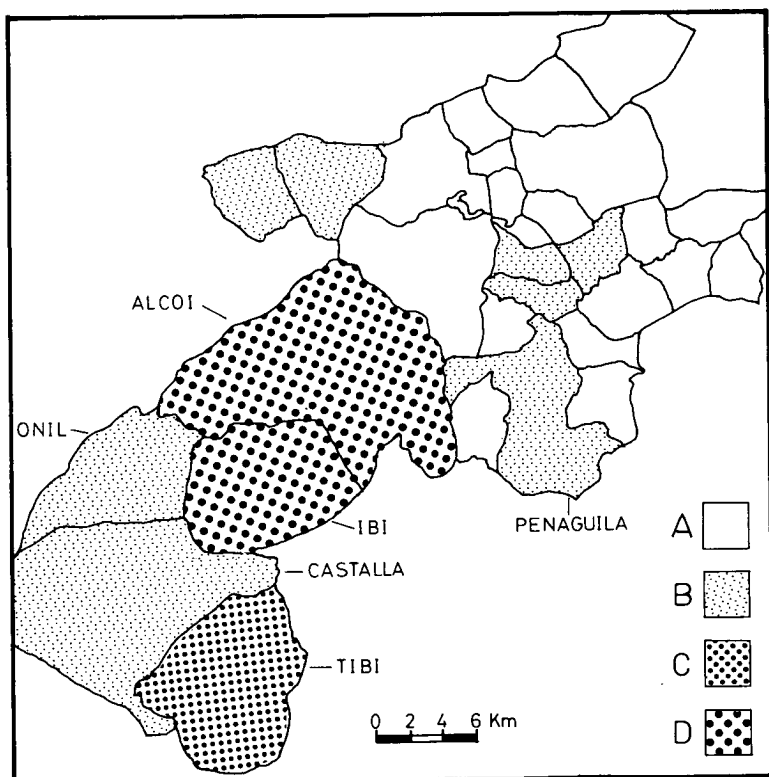 ALCOI
ONIL
IBI
PENAGUILA
CASTALLA
TIBI
A
B
C
D
0 2 4 6 Km